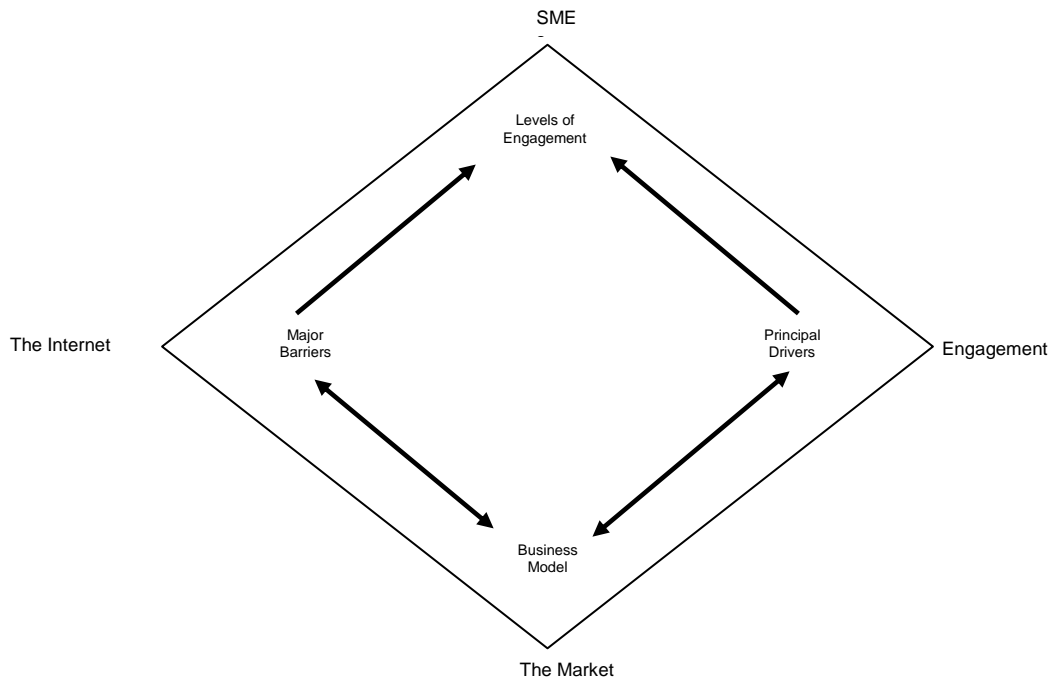 SME
Levels of
Engagement
The Internet
Major
Barriers
Principal
Drivers
Engagement
Business
Model
The Market